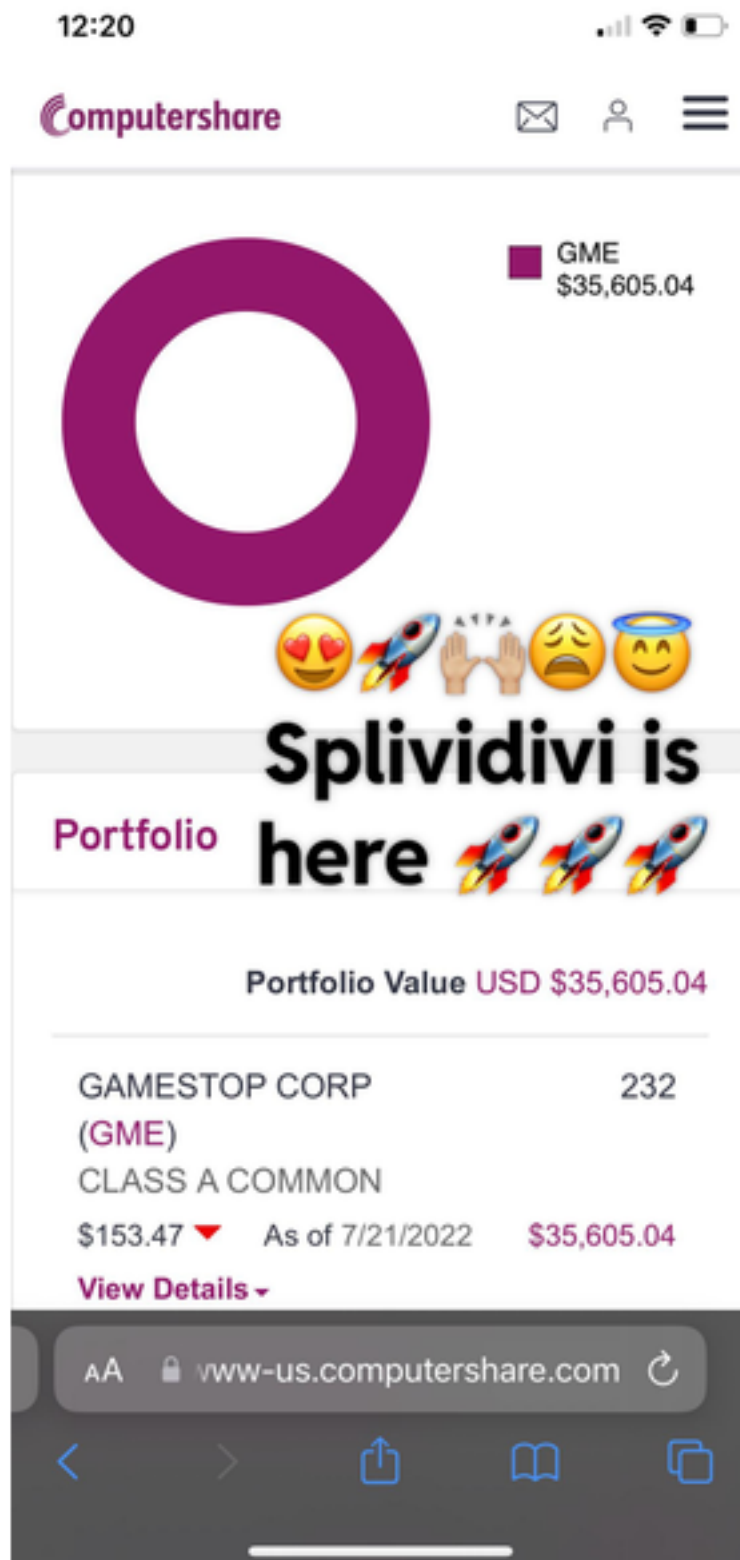 12:20
Computershare
GME
$35,605.04
😍🚀🙌🏼😩😇
Splividivi is
here 🚀🚀🚀
Portfolio
Portfolio Value USD $35,605.04
GAMESTOP CORP 232
(GME)
CLASS A COMMON
$153.47 As of 7/21/2022 $35,605.04
View Details
AA www-us.computershare.com